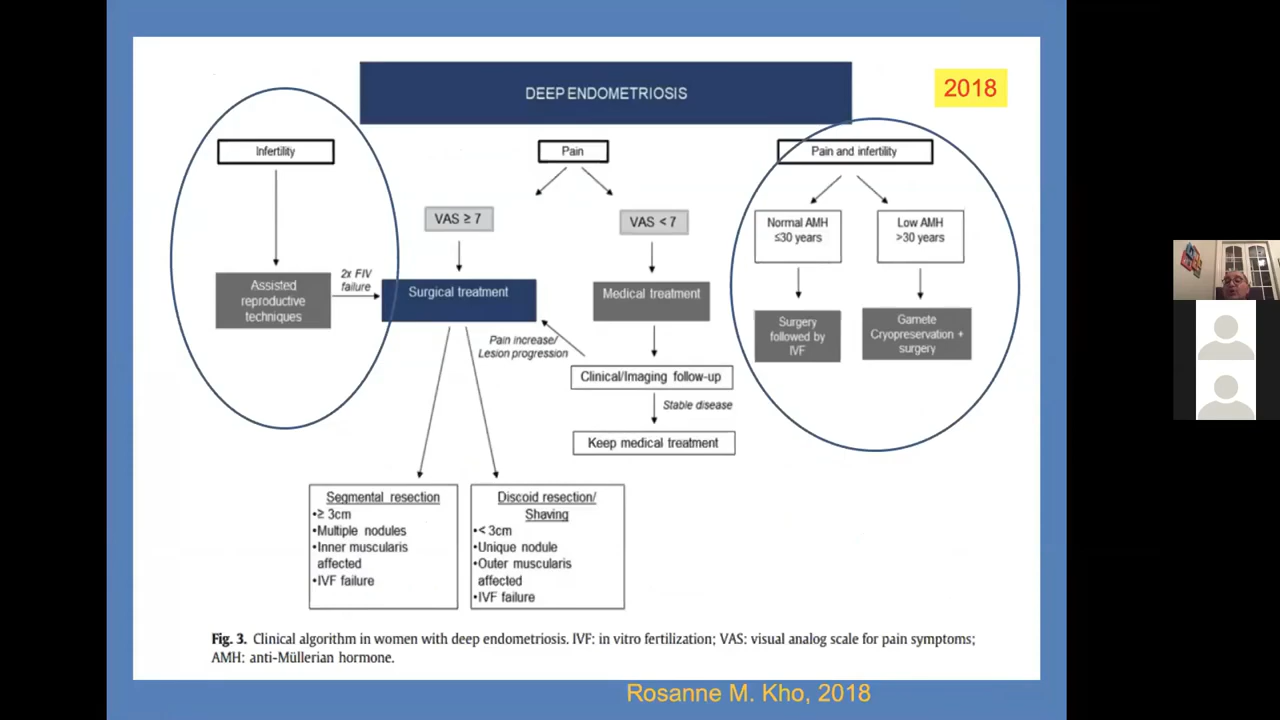 DEEP ENDOMETRIOSIS
2018
Infertility
Pain
Pain and infertility
VAS ≥ 7
VAS < 7
Normal AMH
≤30 years
Low AMH
>30 years
Assisted
reproductive
techniques
2x FIV
failure
Surgical treatment
Medical treatment
Surgery
followed by
IVF
Gamete
Cryopreservation +
surgery
Pain increase/
Lesion progression
Clinical/Imaging follow-up
Stable disease
Keep medical treatment
Segmental resection
•≥ 3cm
•Multiple nodules
•Inner muscularis
affected
•IVF failure
Discoid resection/
Shaving
•< 3cm
•Unique nodule
•Outer muscularis
affected
•IVF failure
Fig. 3. Clinical algorithm in women with deep endometriosis. IVF: in vitro fertilization; VAS: visual analog scale for pain symptoms;
AMH: anti-Müllerian hormone.
Rosanne M. Kho, 2018